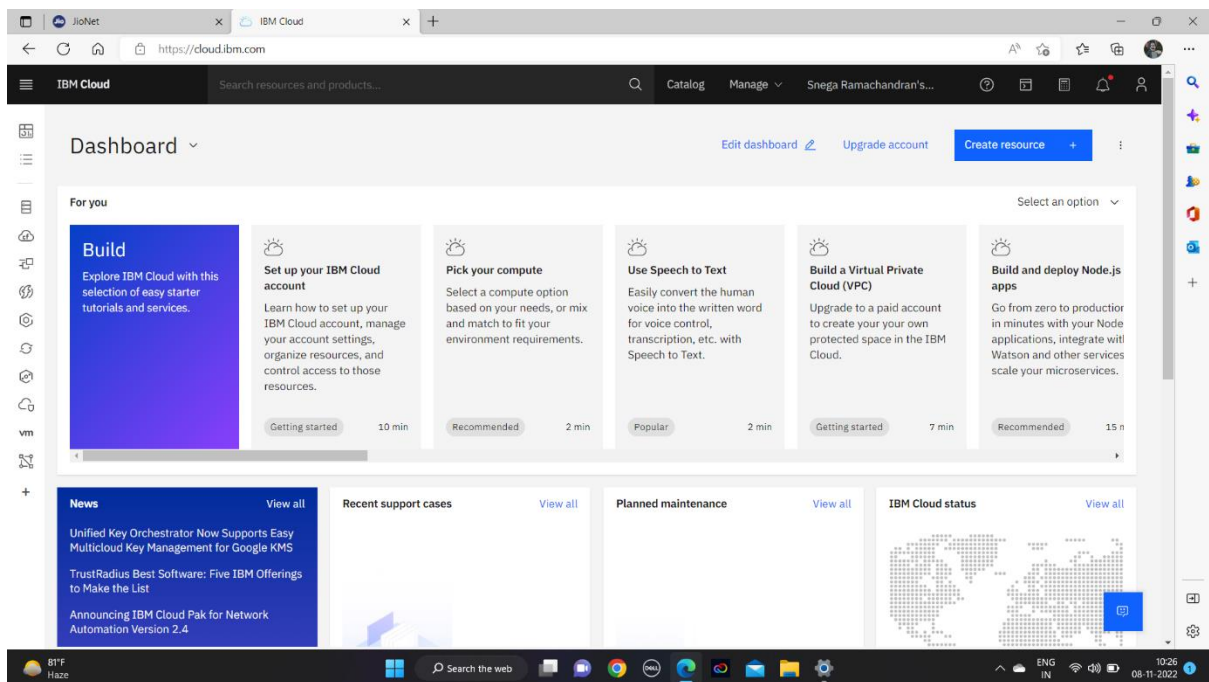 JioNet
IBM Cloud
https://cloud.ibm.com
IBM Cloud
Search resources and products...
Catalog
Manage
Snega Ramachandran's...
Dashboard
Edit dashboard
Upgrade account
Create resource +
For you
Select an option
Build
Explore IBM Cloud with this
selection of easy starter
tutorials and services.
Set up your IBM Cloud
account
Learn how to set up your
IBM Cloud account, manage
your account settings,
organize resources, and
control access to those
resources.
Getting started 10 min
Pick your compute
Select a compute option
based on your needs, or mix
and match to fit your
environment requirements.
Recommended 2 min
Use Speech to Text
Easily convert the human
voice into the written word
for voice control,
transcription, etc. with
Speech to Text.
Popular 2 min
Build a Virtual Private
Cloud (VPC)
Upgrade to a paid account
to create your your own
protected space in the IBM
Cloud.
Getting started 7 min
Build and deploy Node.js
apps
Go from zero to production
in minutes with your Node
applications, integrate with
Watson and other services
scale your microservices.
Recommended 15 m
vm
News View all
Unified Key Orchestrator Now Supports Easy
Multicloud Key Management for Google KMS
TrustRadius Best Software: Five IBM Offerings
to Make the List
Announcing IBM Cloud Pak for Network
Automation Version 2.4
Recent support cases View all
Planned maintenance View all
IBM Cloud status View all
81°F
Haze
Search the web
DELL
ENG
IN
10:26
08-11-2022
1